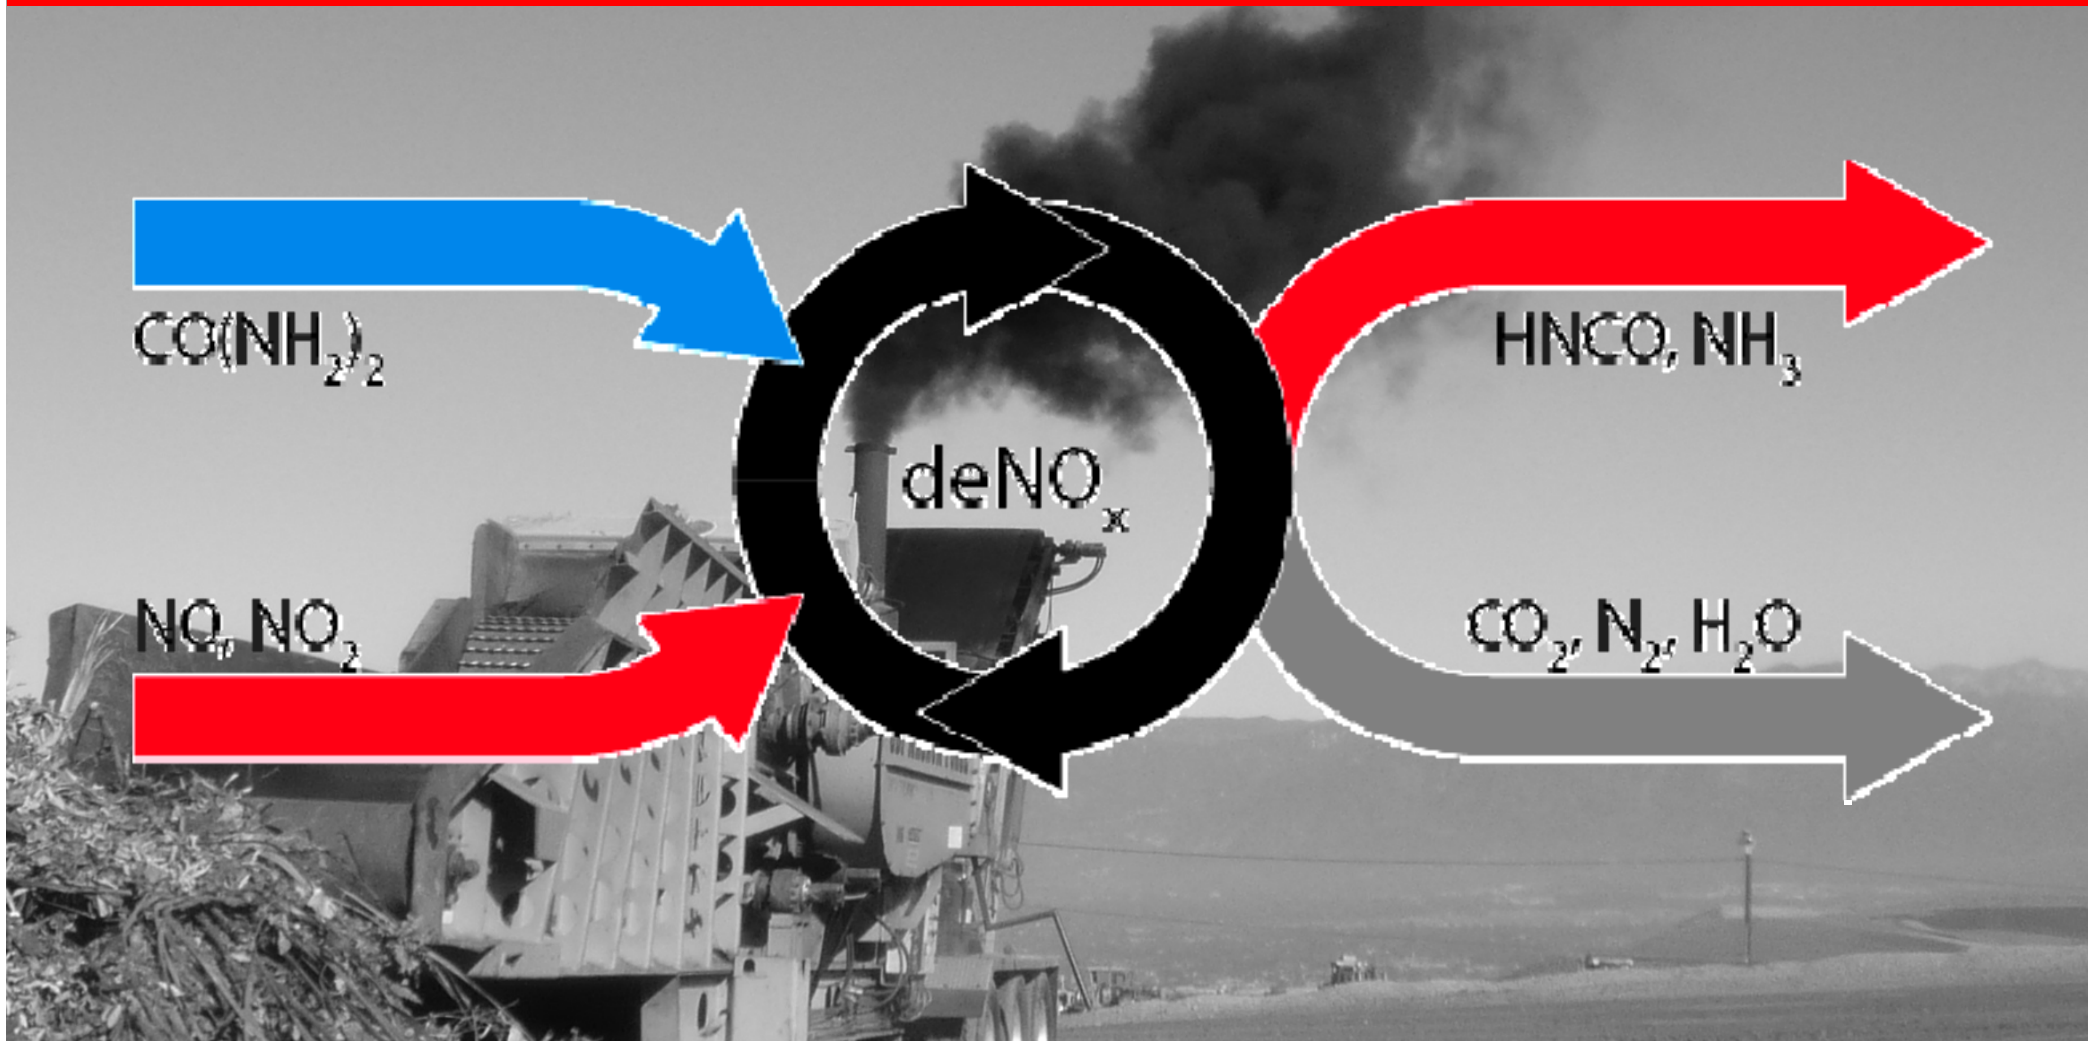 CO(NH₂)₂
HNCO, NH₃
deNOₓ
NO, NO₂
CO₂, N₂, H₂O